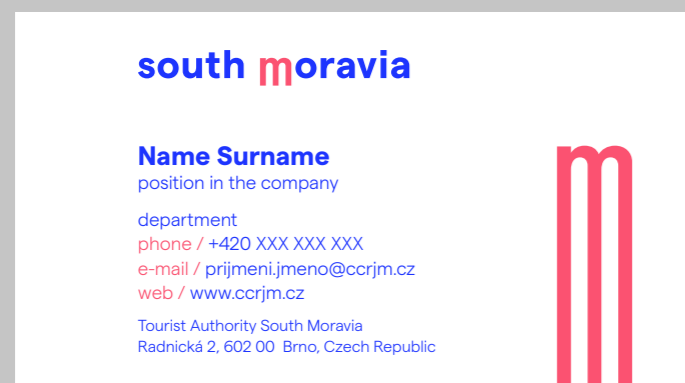 south moravia
Name Surname
position in the company
department
phone / +420 XXX XXX XXX
e-mail / prijmeni.jmeno@ccrjm.cz
web / www.ccrjm.cz
Tourist Authority South Moravia
Radnická 2, 602 00 Brno, Czech Republic
m